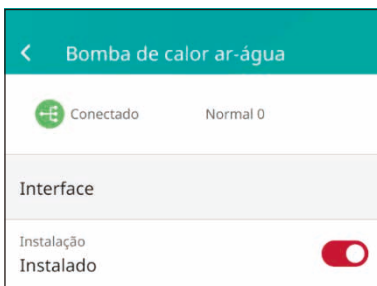 Bomba de calor ar-água
Conectado Normal 0
Interface
Instalação
Instalado